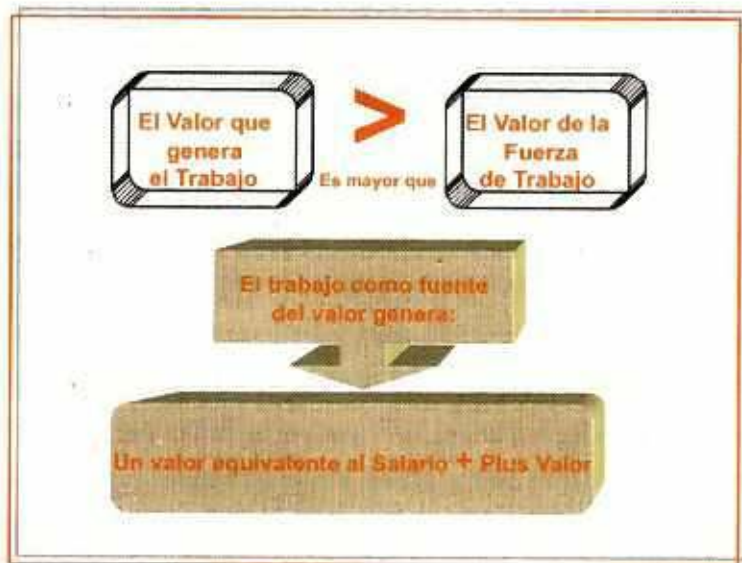 El Valor que
genera
el Trabajo
>
Es mayor que
El Valor de la
Fuerza
de Trabajo
El trabajo como fuente
del valor genera:
Un valor equivalente al Salario + Plus Valor